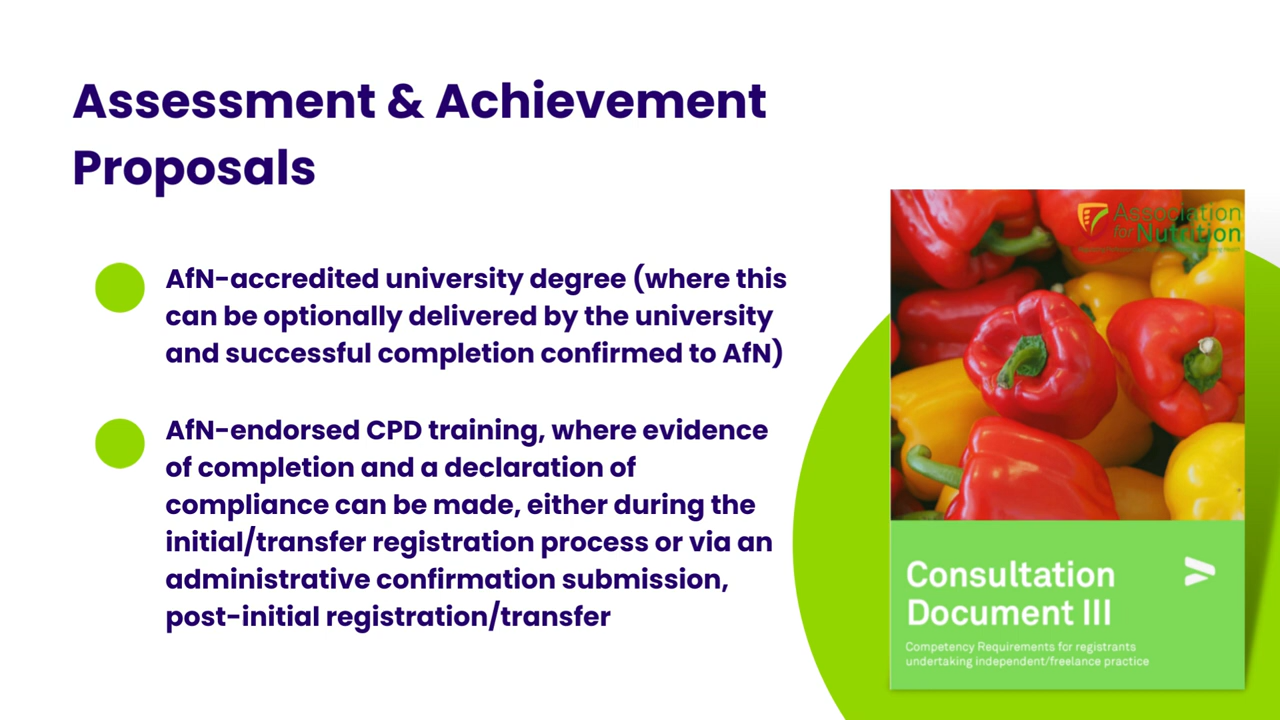 Assessment & Achievement
Proposals
AfN-accredited university degree (where this
can be optionally delivered by the university
and successful completion confirmed to AfN)
AfN-endorsed CPD training, where evidence
of completion and a declaration of
compliance can be made, either during the
initial/transfer registration process or via an
administrative confirmation submission,
post-initial registration/transfer
Association
for Nutrition
Consultation
Document III
Competency Requirements for registrants
undertaking independent/freelance practice